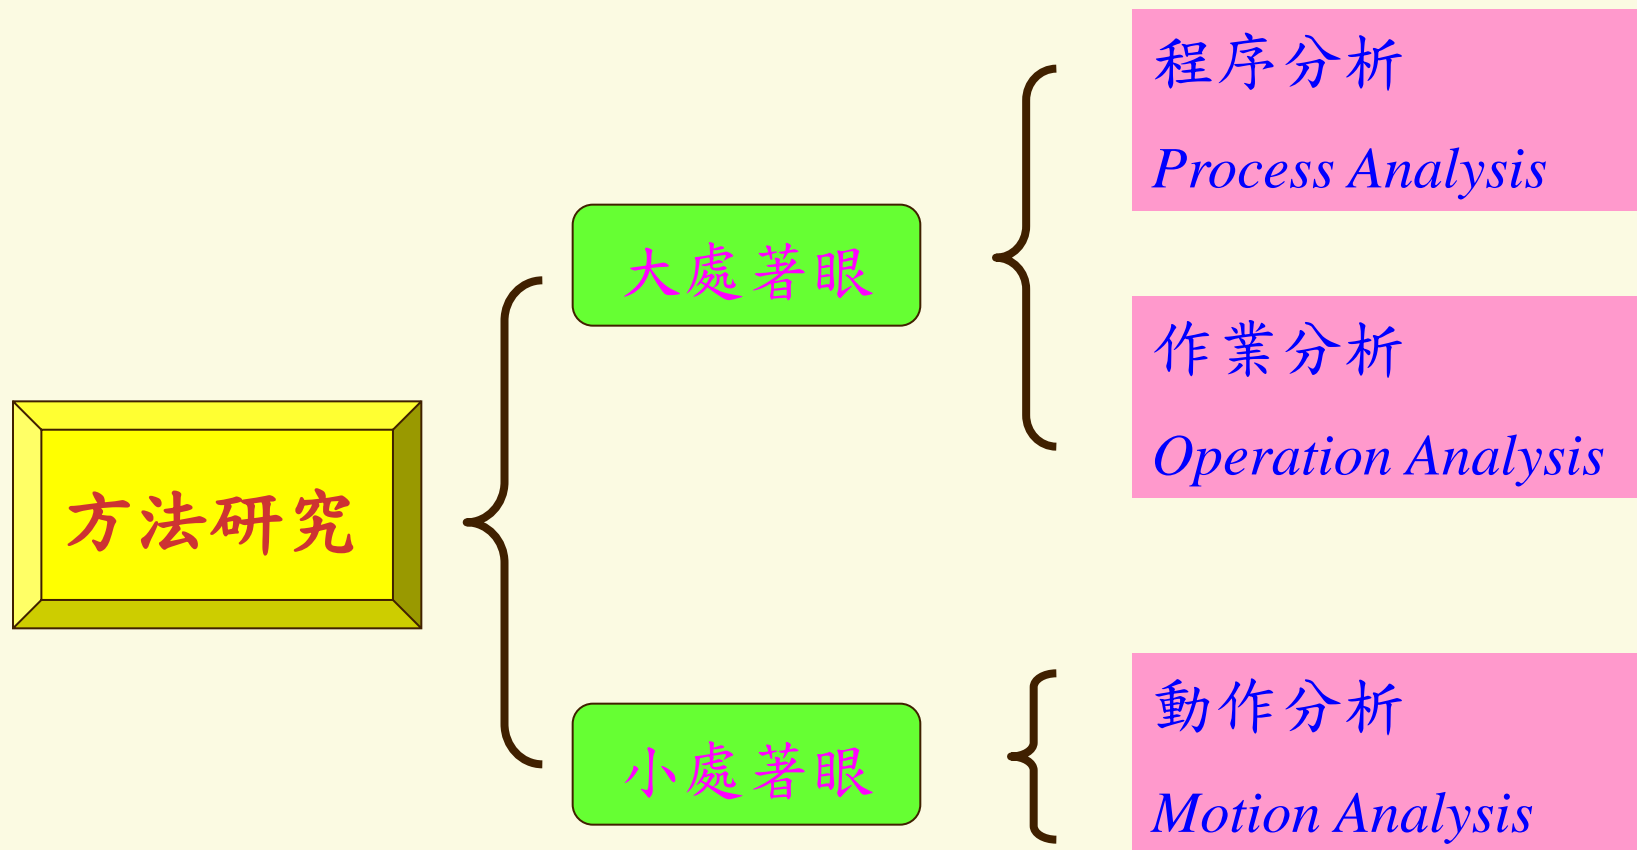 方法研究
大處著眼
程序分析
Process Analysis
作業分析
Operation Analysis
小處著眼
動作分析
Motion Analysis